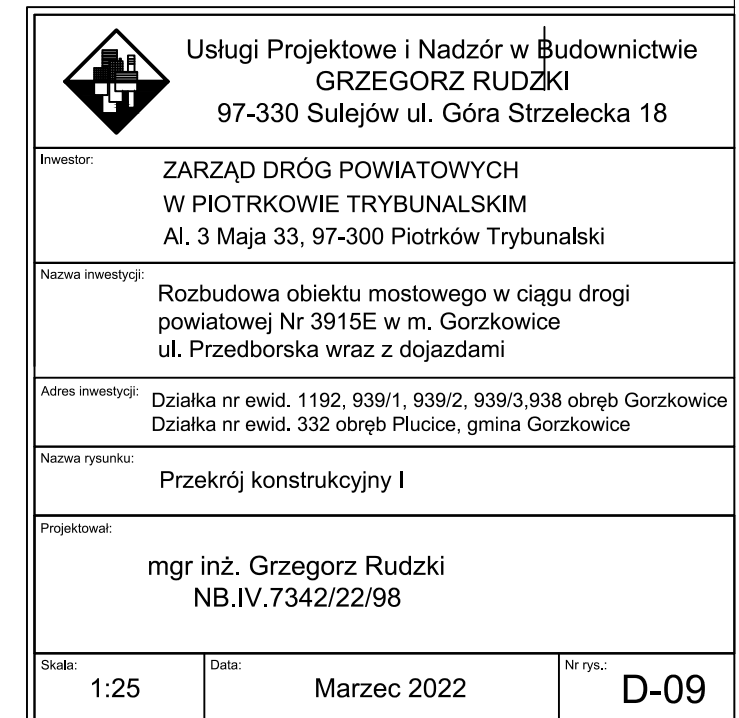 Usługi Projektowe i Nadzór w Budownictwie
GRZEGORZ RUDZKI
97-330 Sulejów ul. Góra Strzelecka 18
Inwestor:
ZARZĄD DRÓG POWIATOWYCH
W PIOTRKOWIE TRYBUNALSKIM
Al. 3 Maja 33, 97-300 Piotrków Trybunalski
Nazwa inwestycji:
Rozbudowa obiektu mostowego w ciągu drogi
powiatowej Nr 3915E w m. Gorzkowice
ul. Przedborska wraz z dojazdami
Adres inwestycji:
Działka nr ewid. 1192, 939/1, 939/2, 939/3,938 obręb Gorzkowice
Działka nr ewid. 332 obręb Plucice, gmina Gorzkowice
Nazwa rysunku:
Przekrój konstrukcyjny I
Projektował:
mgr inż. Grzegorz Rudzki
NB.IV.7342/22/98
Skala:
1:25
Data:
Marzec 2022
Nr rys.:
D-09